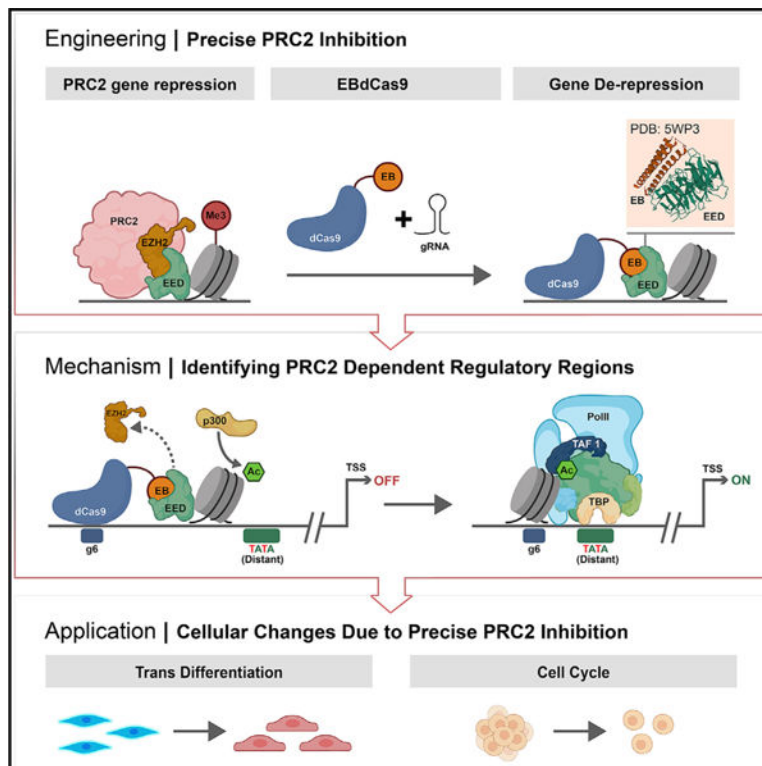 Engineering | Precise PRC2 Inhibition
PRC2 gene repression
EBdCas9
Gene De-repression
PDB: 5WP3
EB
EED
PRC2
EZH2
EED
Me3
EB
dCas9
+
gRNA
dCas9
EB
EED
Mechanism | Identifying PRC2 Dependent Regulatory Regions
EZH2
p300
Ac
dCas9
EB
EED
g6
TATA
(Distant)
TSS
OFF
PolII
TAF 1
Ac
TBP
g6
TATA
(Distant)
TSS
ON
Application | Cellular Changes Due to Precise PRC2 Inhibition
Trans Differentiation
Cell Cycle